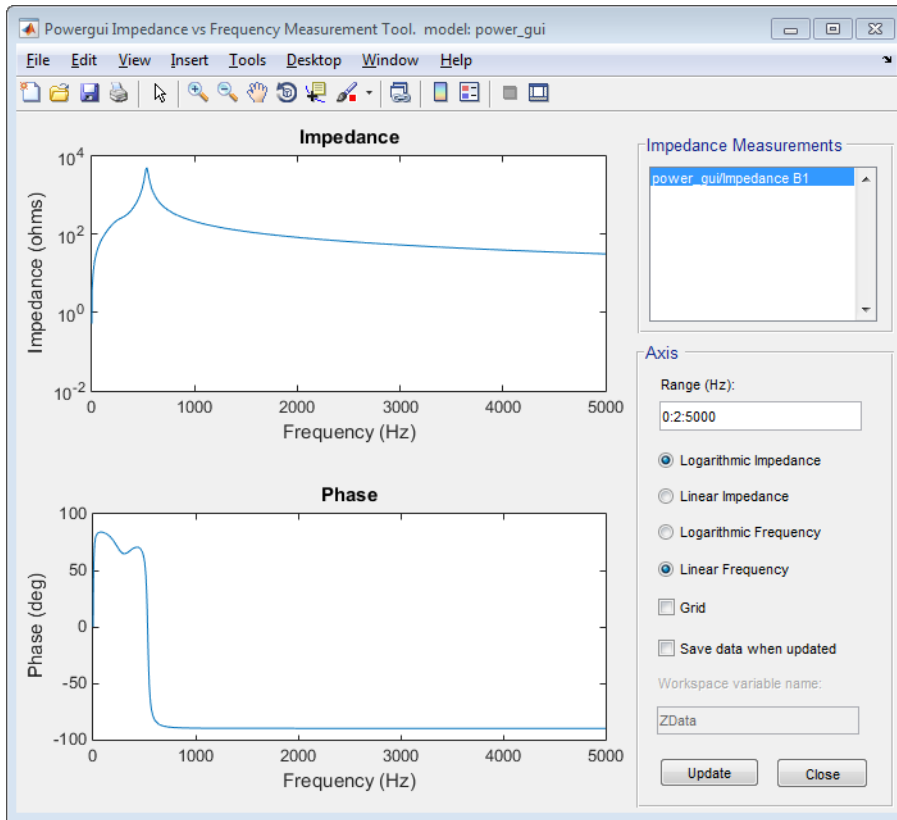 Powergui Impedance vs Frequency Measurement Tool.  model: power_gui
File Edit View Insert Tools Desktop Window Help
Impedance
Impedance (ohms)
10^4
10^2
10^0
10^-2
0 1000 2000 3000 4000 5000
Frequency (Hz)
Phase
Phase (deg)
100
50
0
-50
-100
0 1000 2000 3000 4000 5000
Frequency (Hz)
Impedance Measurements
power_gui/Impedance B1
Axis
Range (Hz):
0:2:5000
Logarithmic Impedance
Linear Impedance
Logarithmic Frequency
Linear Frequency
Grid
Save data when updated
Workspace variable name:
ZData
Update Close